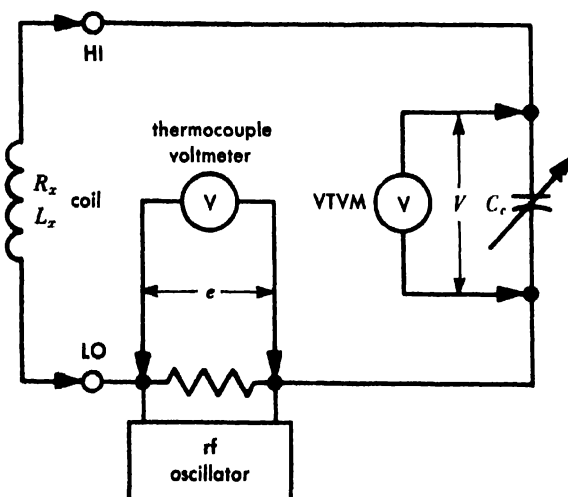 HI
thermocouple
voltmeter
V
VTVM
V
V
C_c
R_x
L_x
coil
e
LO
rf
oscillator